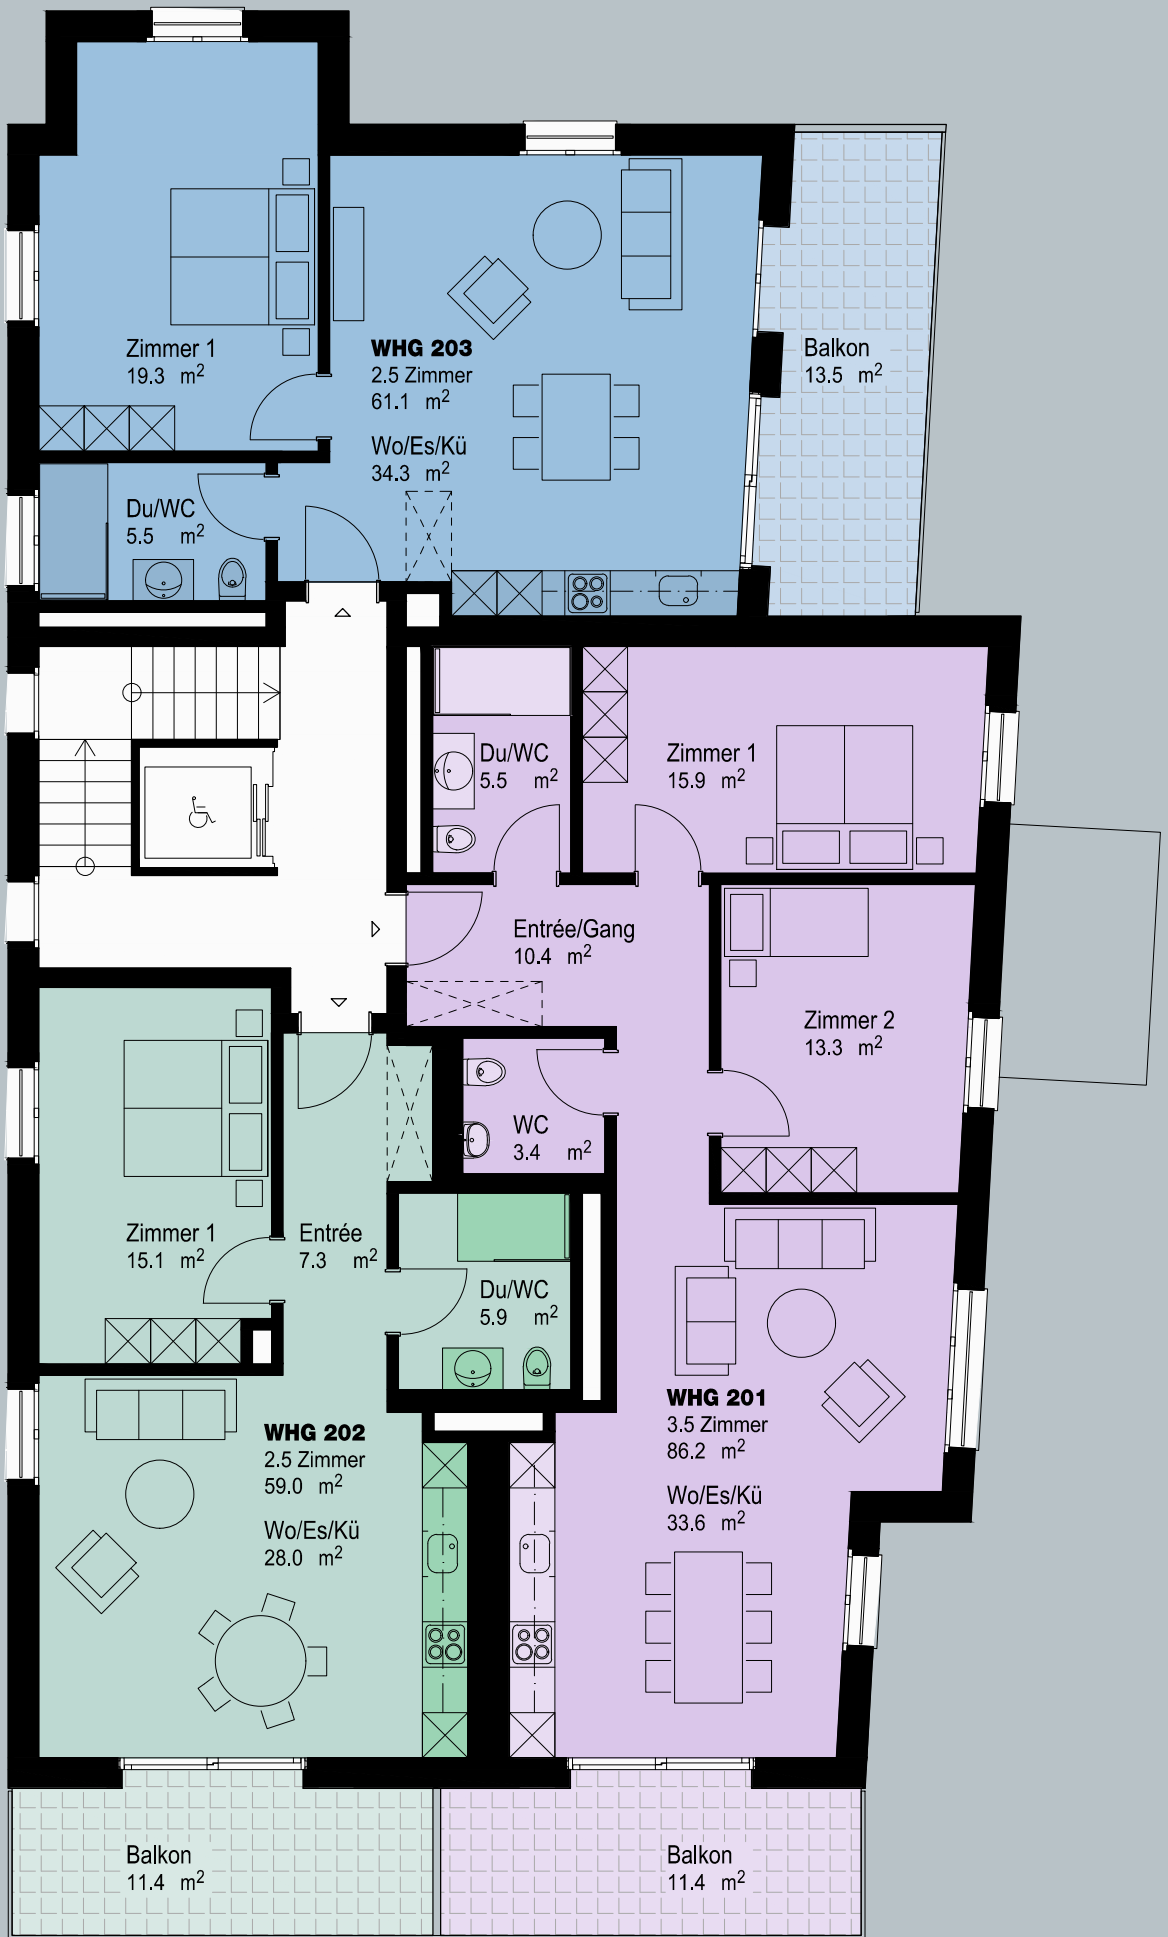 Zimmer 1
19.3 m²
WHG 203
2.5 Zimmer
61.1 m²
Wo/Es/Kü
34.3 m²
Balkon
13.5 m²
Du/WC
5.5 m²
Du/WC
5.5 m²
Zimmer 1
15.9 m²
Entrée/Gang
10.4 m²
Zimmer 2
13.3 m²
WC
3.4 m²
Zimmer 1
15.1 m²
Entrée
7.3 m²
Du/WC
5.9 m²
WHG 201
3.5 Zimmer
86.2 m²
Wo/Es/Kü
33.6 m²
WHG 202
2.5 Zimmer
59.0 m²
Wo/Es/Kü
28.0 m²
Balkon
11.4 m²
Balkon
11.4 m²